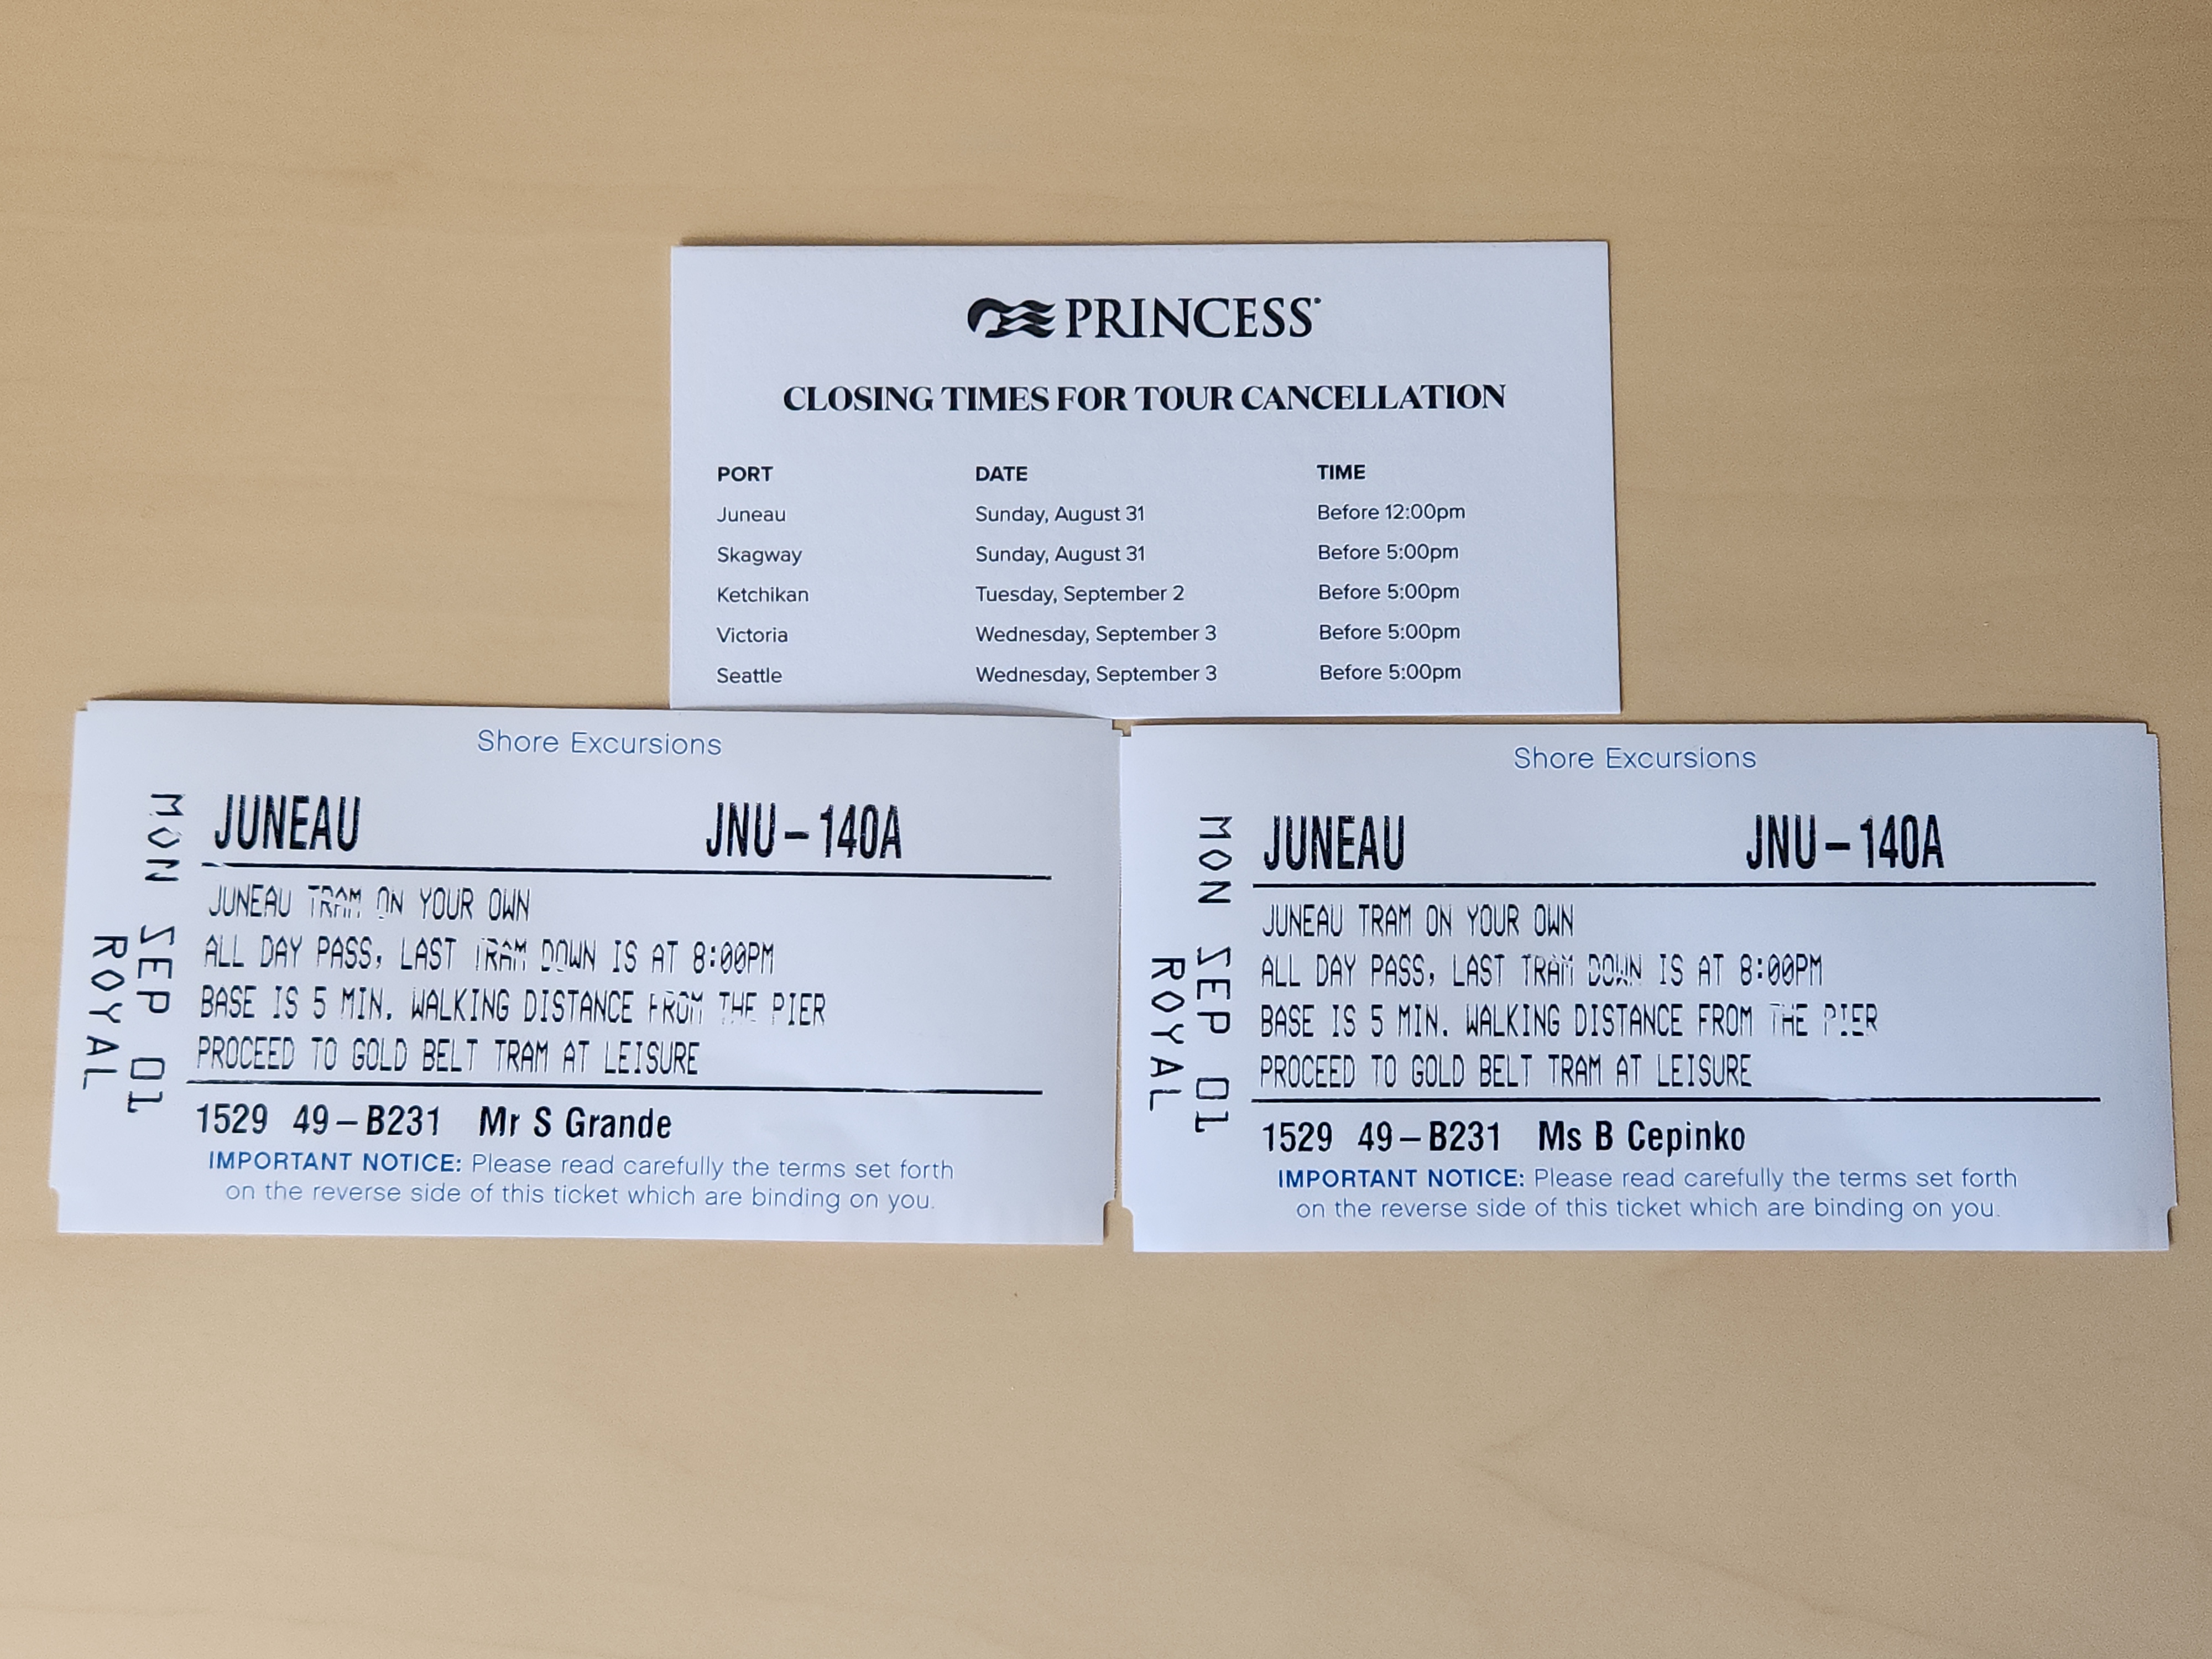 PRINCESS®
CLOSING TIMES FOR TOUR CANCELLATION
PORT DATE TIME
Juneau Sunday, August 31 Before 12:00pm
Skagway Sunday, August 31 Before 5:00pm
Ketchikan Tuesday, September 2 Before 5:00pm
Victoria Wednesday, September 3 Before 5:00pm
Seattle Wednesday, September 3 Before 5:00pm
Shore Excursions
MON SEP 01
ROYAL
JUNEAU JNU-140A
JUNEAU TRAM ON YOUR OWN
ALL DAY PASS, LAST TRAM DOWN IS AT 8:00PM
BASE IS 5 MIN. WALKING DISTANCE FROM THE PIER
PROCEED TO GOLD BELT TRAM AT LEISURE
1529 49-B231 Mr S Grande
IMPORTANT NOTICE: Please read carefully the terms set forth
on the reverse side of this ticket which are binding on you.
Shore Excursions
MON SEP 01
ROYAL
JUNEAU JNU-140A
JUNEAU TRAM ON YOUR OWN
ALL DAY PASS, LAST TRAM DOWN IS AT 8:00PM
BASE IS 5 MIN. WALKING DISTANCE FROM THE PIER
PROCEED TO GOLD BELT TRAM AT LEISURE
1529 49-B231 Ms B Cepinko
IMPORTANT NOTICE: Please read carefully the terms set forth
on the reverse side of this ticket which are binding on you.